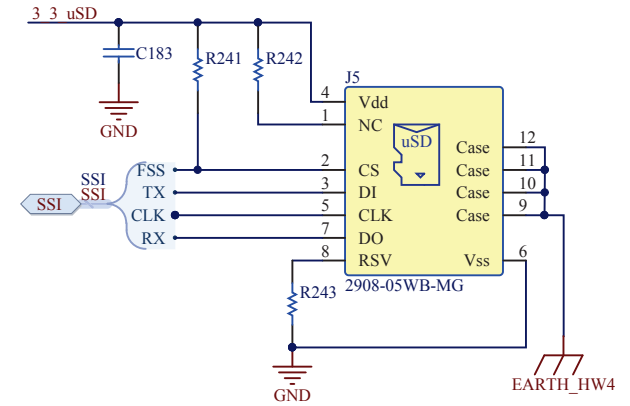 3_3_uSD
C183
R241
R242
GND
J5
4
Vdd
1
NC
uSD
Case
12
2
CS
Case
11
3
DI
Case
10
5
CLK
Case
9
7
DO
8
RSV
Vss
6
2908-05WB-MG
FSS
TX
CLK
RX
SSI
SSI
SSI
R243
GND
EARTH_HW4